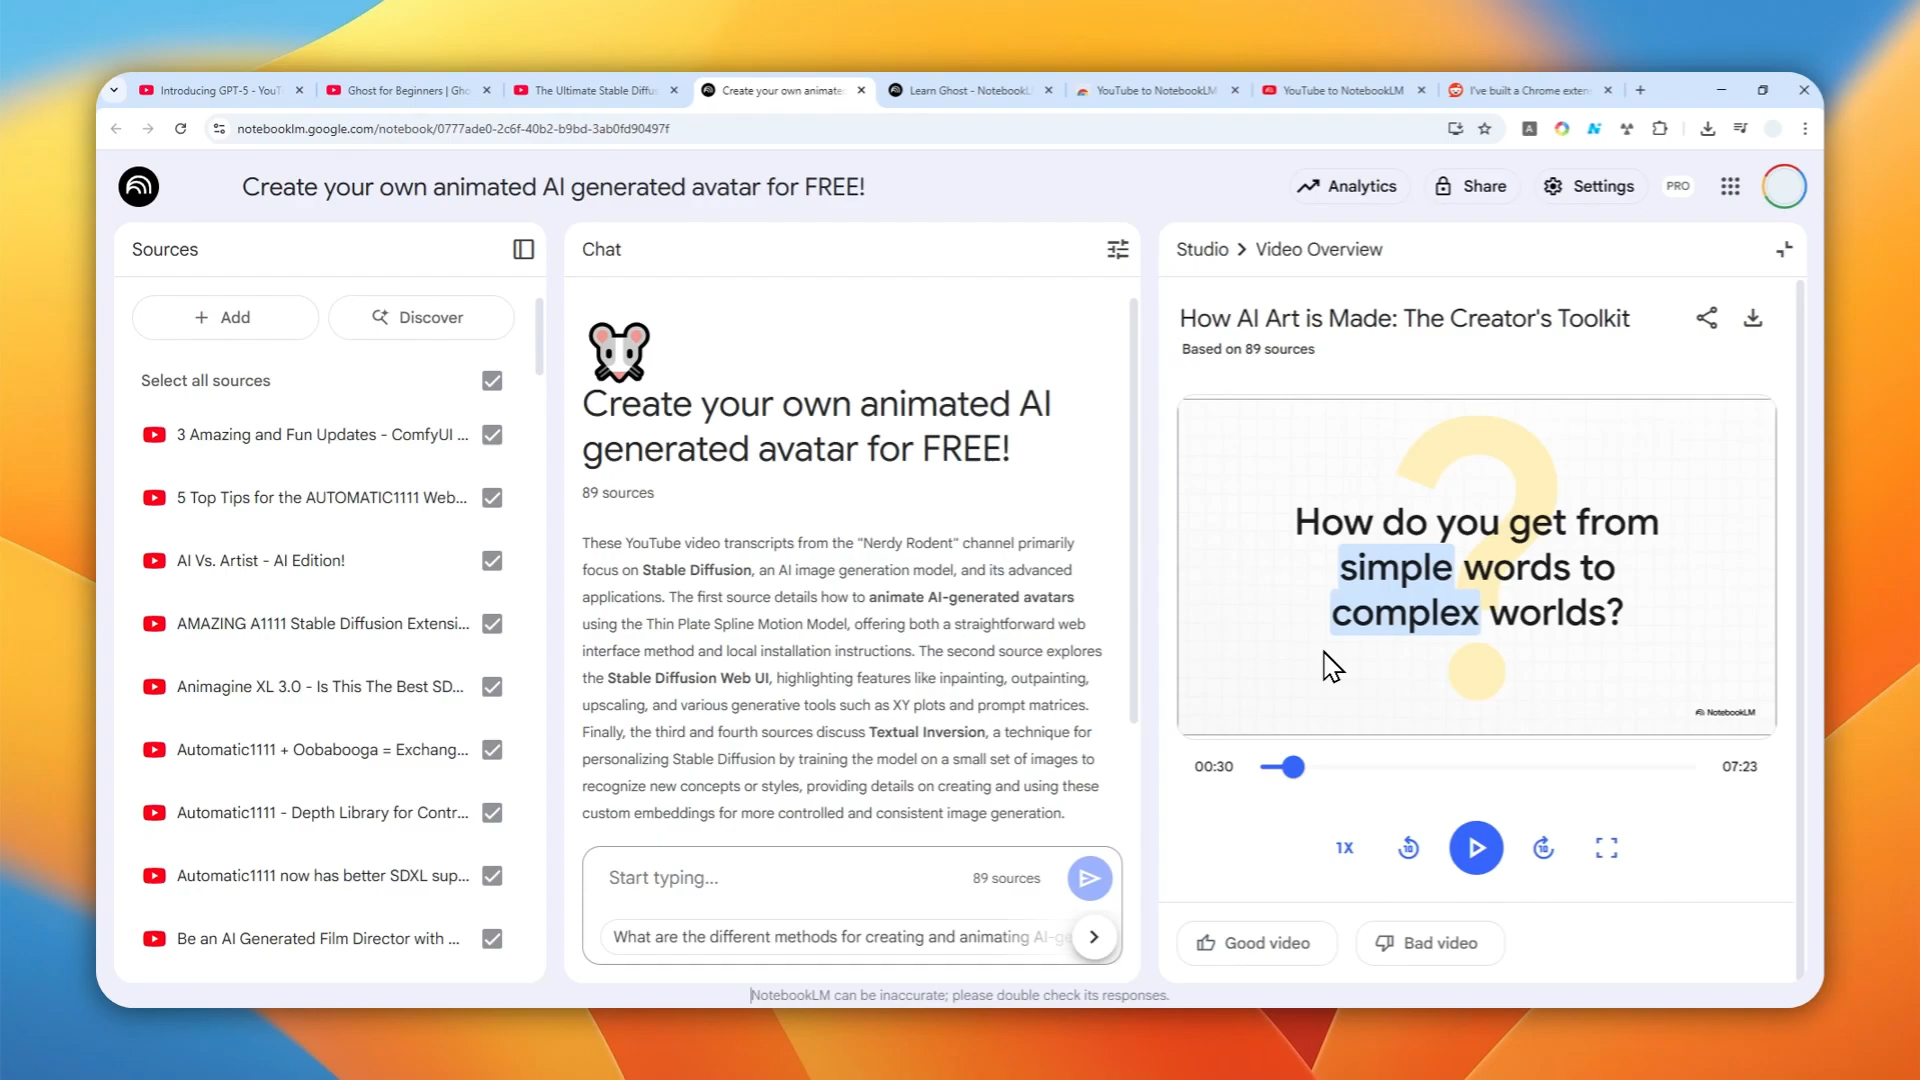 Introducing GPT-5 - YouT
Ghost for Beginners | Gho
The Ultimate Stable Diffus
Create your own animate
Learn Ghost - NotebookL
YouTube to NotebookLM
YouTube to NotebookLM
I've built a Chrome exten
notebooklm.google.com/notebook/0777ade0-2c6f-40b2-b9bd-3ab0fd90497f
Create your own animated AI generated avatar for FREE!
Analytics
Share
Settings
PRO
Sources
Add
Discover
Select all sources
3 Amazing and Fun Updates - ComfyUI ...
5 Top Tips for the AUTOMATIC1111 Web...
AI Vs. Artist - AI Edition!
AMAZING A1111 Stable Diffusion Extensi...
Animagine XL 3.0 - Is This The Best SD...
Automatic1111 + Oobabooga = Exchang...
Automatic1111 - Depth Library for Contr...
Automatic1111 now has better SDXL sup...
Be an AI Generated Film Director with ...
Chat
Create your own animated AI
generated avatar for FREE!
89 sources
These YouTube video transcripts from the "Nerdy Rodent" channel primarily
focus on Stable Diffusion, an AI image generation model, and its advanced
applications. The first source details how to animate AI-generated avatars
using the Thin Plate Spline Motion Model, offering both a straightforward web
interface method and local installation instructions. The second source explores
the Stable Diffusion Web UI, highlighting features like inpainting, outpainting,
upscaling, and various generative tools such as XY plots and prompt matrices.
Finally, the third and fourth sources discuss Textual Inversion, a technique for
personalizing Stable Diffusion by training the model on a small set of images to
recognize new concepts or styles, providing details on creating and using these
custom embeddings for more controlled and consistent image generation.
Start typing...
89 sources
What are the different methods for creating and animating AI-ge
Studio > Video Overview
How AI Art is Made: The Creator's Toolkit
Based on 89 sources
?
How do you get from
simple words to
complex worlds?
NotebookLM
00:30
07:23
1X
10
10
Good video
Bad video
NotebookLM can be inaccurate; please double check its responses.